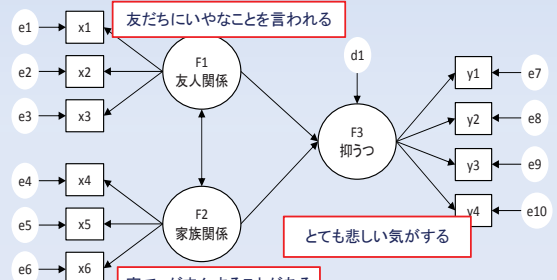 友だちにいやなことを言われる
e1
x1
e2
x2
e3
x3
F1
友人関係
d1
F3
抑うつ
y1
e7
y2
e8
y3
e9
y4
e10
e4
x4
e5
x5
e6
x6
F2
家族関係
とても悲しい気がする